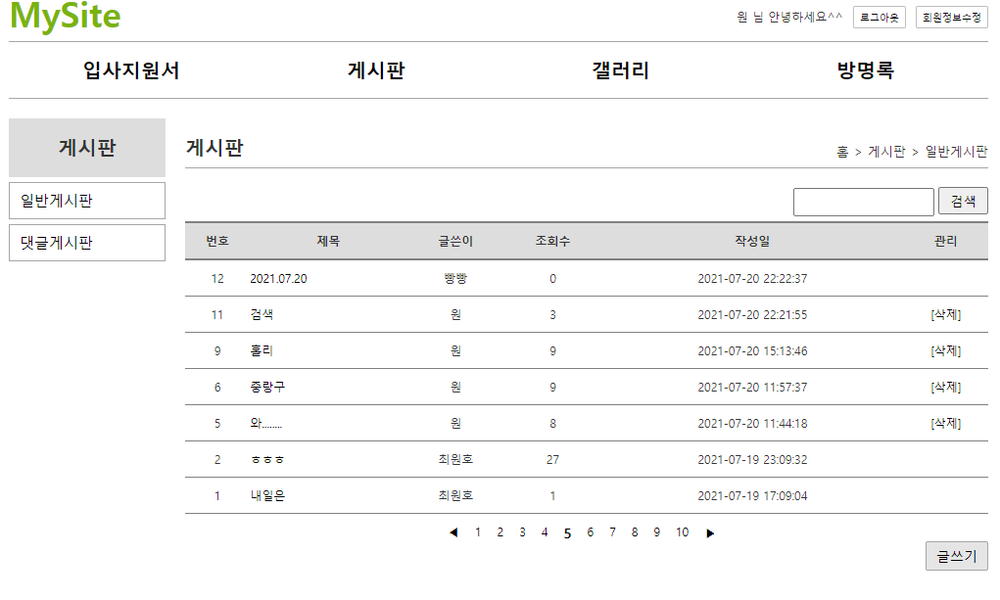 MySite
원 님 안녕하세요^^ 로그아웃 회원정보수정
입사지원서 게시판 갤러리 방명록
게시판
일반게시판
댓글게시판
게시판
홈 > 게시판 > 일반게시판
검색
번호 제목 글쓴이 조회수 작성일 관리
12 2021.07.20 빵빵 0 2021-07-20 22:22:37
11 검색 원 3 2021-07-20 22:21:55 [삭제]
9 홀리 원 9 2021-07-20 15:13:46 [삭제]
6 중랑구 원 9 2021-07-20 11:57:37 [삭제]
5 와........ 원 8 2021-07-20 11:44:18 [삭제]
2 ㅎㅎㅎ 최원호 27 2021-07-19 23:09:32
1 내일은 최원호 1 2021-07-19 17:09:04
◀ 1 2 3 4 5 6 7 8 9 10 ▶
글쓰기